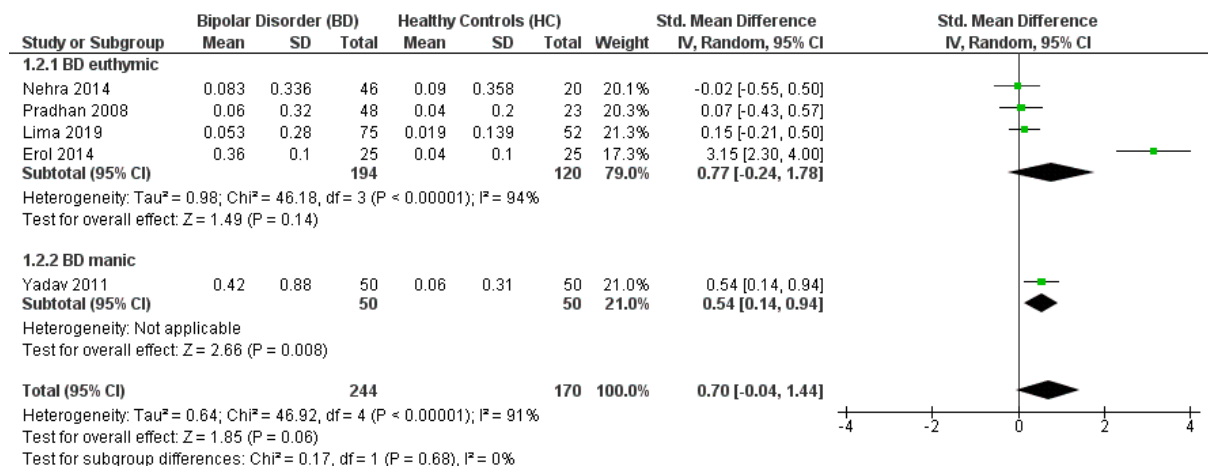 Bipolar Disorder (BD) Healthy Controls (HC) Std. Mean Difference Std. Mean Difference
Study or Subgroup Mean SD Total Mean SD Total Weight IV, Random, 95% CI IV, Random, 95% CI
1.2.1 BD euthymic
Nehra 2014 0.083 0.336 46 0.09 0.358 20 20.1% -0.02 [-0.55, 0.50]
Pradhan 2008 0.06 0.32 48 0.04 0.2 23 20.3% 0.07 [-0.43, 0.57]
Lima 2019 0.053 0.28 75 0.019 0.139 52 21.3% 0.15 [-0.21, 0.50]
Erol 2014 0.36 0.1 25 0.04 0.1 25 17.3% 3.15 [2.30, 4.00]
Subtotal (95% CI) 194 120 79.0% 0.77 [-0.24, 1.78]
Heterogeneity: Tau² = 0.98; Chi² = 46.18, df = 3 (P < 0.00001); I² = 94%
Test for overall effect: Z = 1.49 (P = 0.14)
1.2.2 BD manic
Yadav 2011 0.42 0.88 50 0.06 0.31 50 21.0% 0.54 [0.14, 0.94]
Subtotal (95% CI) 50 50 21.0% 0.54 [0.14, 0.94]
Heterogeneity: Not applicable
Test for overall effect: Z = 2.66 (P = 0.008)
Total (95% CI) 244 170 100.0% 0.70 [-0.04, 1.44]
Heterogeneity: Tau² = 0.64; Chi² = 46.92, df = 4 (P < 0.00001); I² = 91%
Test for overall effect: Z = 1.85 (P = 0.06)
Test for subgroup differences: Chi² = 0.17, df = 1 (P = 0.68), I² = 0%
-4 -2 0 2 4